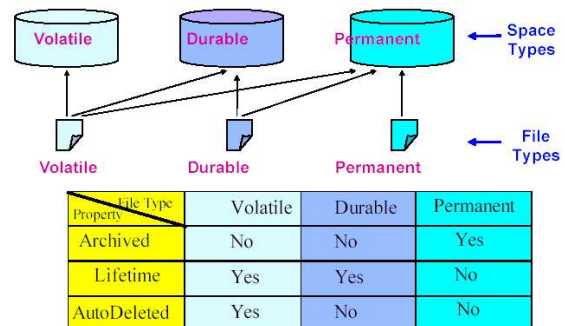 Volatile Durable Permanent Space Types
File Types
Volatile Durable Permanent
File Type
Property Volatile Durable Permanent
Archived No No Yes
Lifetime Yes Yes No
AutoDeleted Yes No No